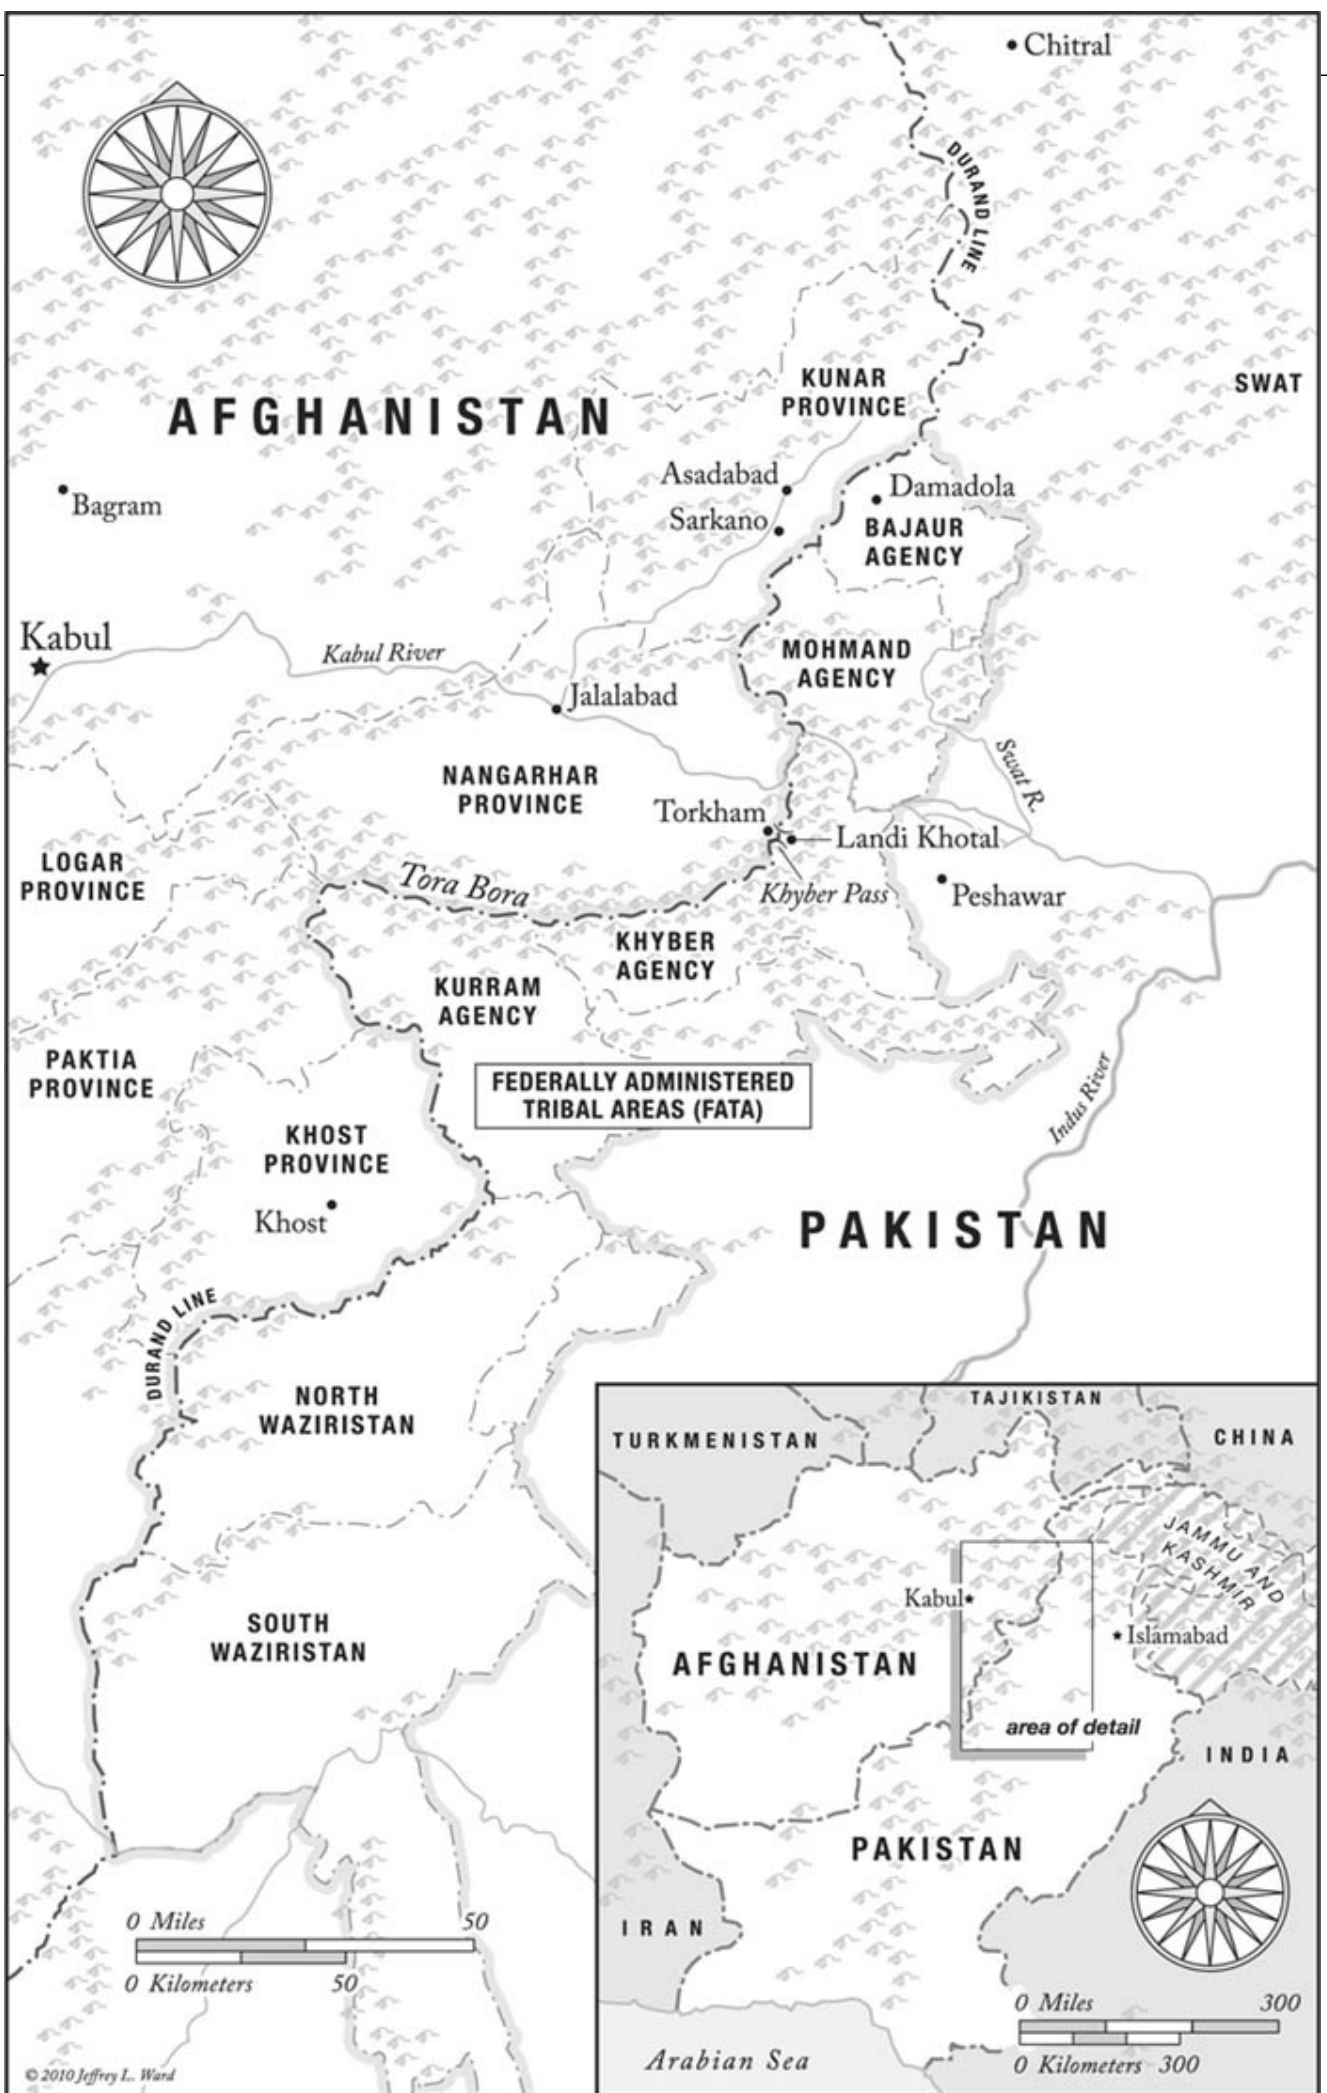 Chitral
DURAND LINE
KUNAR
PROVINCE
SWAT
AFGHANISTAN
Asadabad
Damadola
Bagram
Sarkano
BAJAUR
AGENCY
Kabul
Kabul River
MOHMAND
AGENCY
Jalalabad
Swat R.
NANGARHAR
PROVINCE
Torkham
Landi Khotal
LOGAR
PROVINCE
Tora Bora
Khyber Pass
Peshawar
KHYBER
AGENCY
KURRAM
AGENCY
PAKTIA
PROVINCE
FEDERALLY ADMINISTERED
TRIBAL AREAS (FATA)
Indus River
KHOST
PROVINCE
Khost
PAKISTAN
DURAND LINE
NORTH
WAZIRISTAN
SOUTH
WAZIRISTAN
0 Miles 50
0 Kilometers 50
© 2010 Jeffrey L. Ward
TAJIKISTAN
TURKMENISTAN
CHINA
JAMMU AND
KASHMIR
Kabul
Islamabad
AFGHANISTAN
area of detail
INDIA
PAKISTAN
IRAN
0 Miles 300
0 Kilometers 300
Arabian Sea